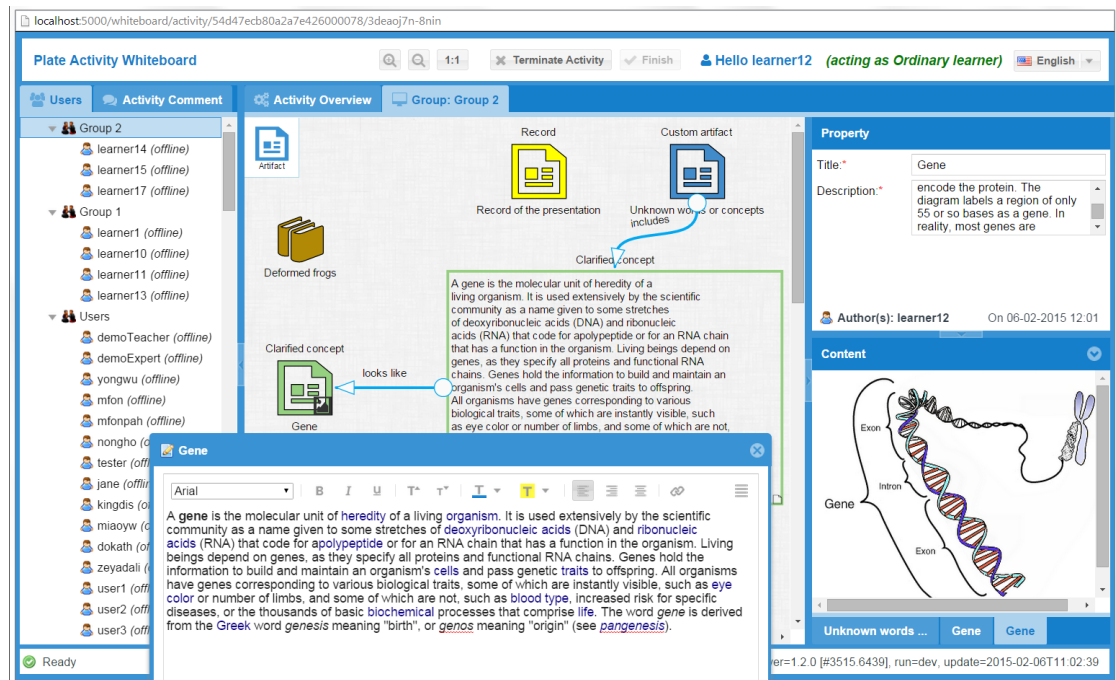 localhost:5000/whiteboard/activity/54d47ecb80a2a7e426000078/3deaoj7n-8nin
Plate Activity Whiteboard
1:1
Terminate Activity
Finish
Hello learner12
(acting as Ordinary learner)
English
Users
Activity Comment
Activity Overview
Group: Group 2
Group 2
learner14 (offline)
learner15 (offline)
learner17 (offline)
Group 1
learner1 (offline)
learner10 (offline)
learner11 (offline)
learner13 (offline)
Users
demoTeacher (offline)
demoExpert (offline)
yongwu (offline)
mfon (offline)
mfonpah (offline)
nongho
tester
jane
kingdis
miaoyw
dokath
zeyadali
user1
user2
user3
Artifact
Record
Record of the presentation
Custom artifact
Unknown words or concepts
includes
Deformed frogs
Clarified concept
A gene is the molecular unit of heredity of a
living organism. It is used extensively by the scientific
community as a name given to some stretches
of deoxyribonucleic acids (DNA) and ribonucleic
acids (RNA) that code for apolypeptide or for an RNA chain
that has a function in the organism. Living beings depend on
genes, as they specify all proteins and functional RNA
chains. Genes hold the information to build and maintain an
organism's cells and pass genetic traits to offspring.
All organisms have genes corresponding to various
biological traits, some of which are instantly visible, such
as eye color or number of limbs, and some of which are not,
Clarified concept
looks like
Gene
Property
Title:*
Gene
Description:*
encode the protein. The
diagram labels a region of only
55 or so bases as a gene. In
reality, most genes are
Author(s): learner12
On 06-02-2015 12:01
Content
Exon
Intron
Gene
Exon
Unknown words ...
Gene
Gene
Gene
Arial
B I U T T T T
A gene is the molecular unit of heredity of a living organism. It is used extensively by the scientific
community as a name given to some stretches of deoxyribonucleic acids (DNA) and ribonucleic
acids (RNA) that code for apolypeptide or for an RNA chain that has a function in the organism. Living
beings depend on genes, as they specify all proteins and functional RNA chains. Genes hold the
information to build and maintain an organism's cells and pass genetic traits to offspring. All organisms
have genes corresponding to various biological traits, some of which are instantly visible, such as eye
color or number of limbs, and some of which are not, such as blood type, increased risk for specific
diseases, or the thousands of basic biochemical processes that comprise life. The word gene is derived
from the Greek word genesis meaning "birth", or genos meaning "origin" (see pangenesis).
Ready
ver=1.2.0 [#3515.6439], run=dev, update=2015-02-06T11:02:39